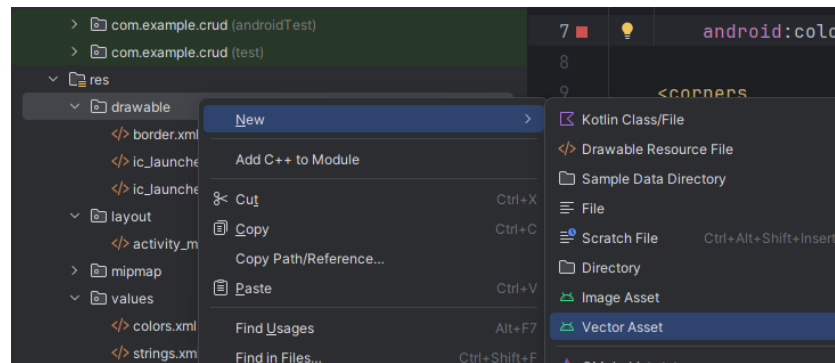 com.example.crud (androidTest)
com.example.crud (test)
res
drawable
border.xml
ic_launche
ic_launche
layout
activity_m
mipmap
values
colors.xml
strings.xm
New
Add C++ to Module
Cut Ctrl+X
Copy Ctrl+C
Copy Path/Reference...
Paste Ctrl+V
Find Usages Alt+F7
Find in Files... Ctrl+Shift+F
7 android:colo
8
9 <corners
Kotlin Class/File
Drawable Resource File
Sample Data Directory
File
Scratch File Ctrl+Alt+Shift+Insert
Directory
Image Asset
Vector Asset